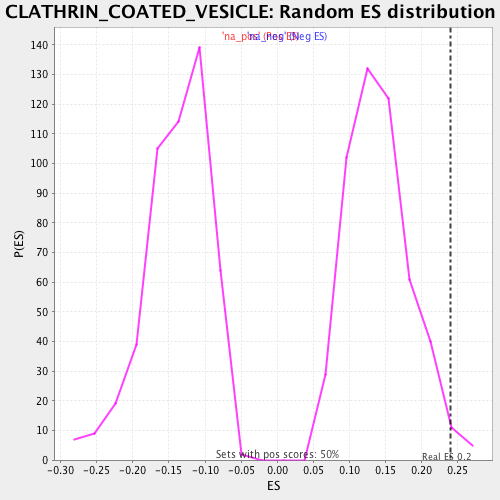 CLATHRIN_COATED_VESICLE: Random ES distribution
140
130
120
110
100
90
80
70
60
50
40
30
20
10
0
P(ES)
Sets with pos scores: 50%
Real ES 0.2
-0.30 -0.25 -0.20 -0.15 -0.10 -0.05 0.00 0.05 0.10 0.15 0.20 0.25
ES